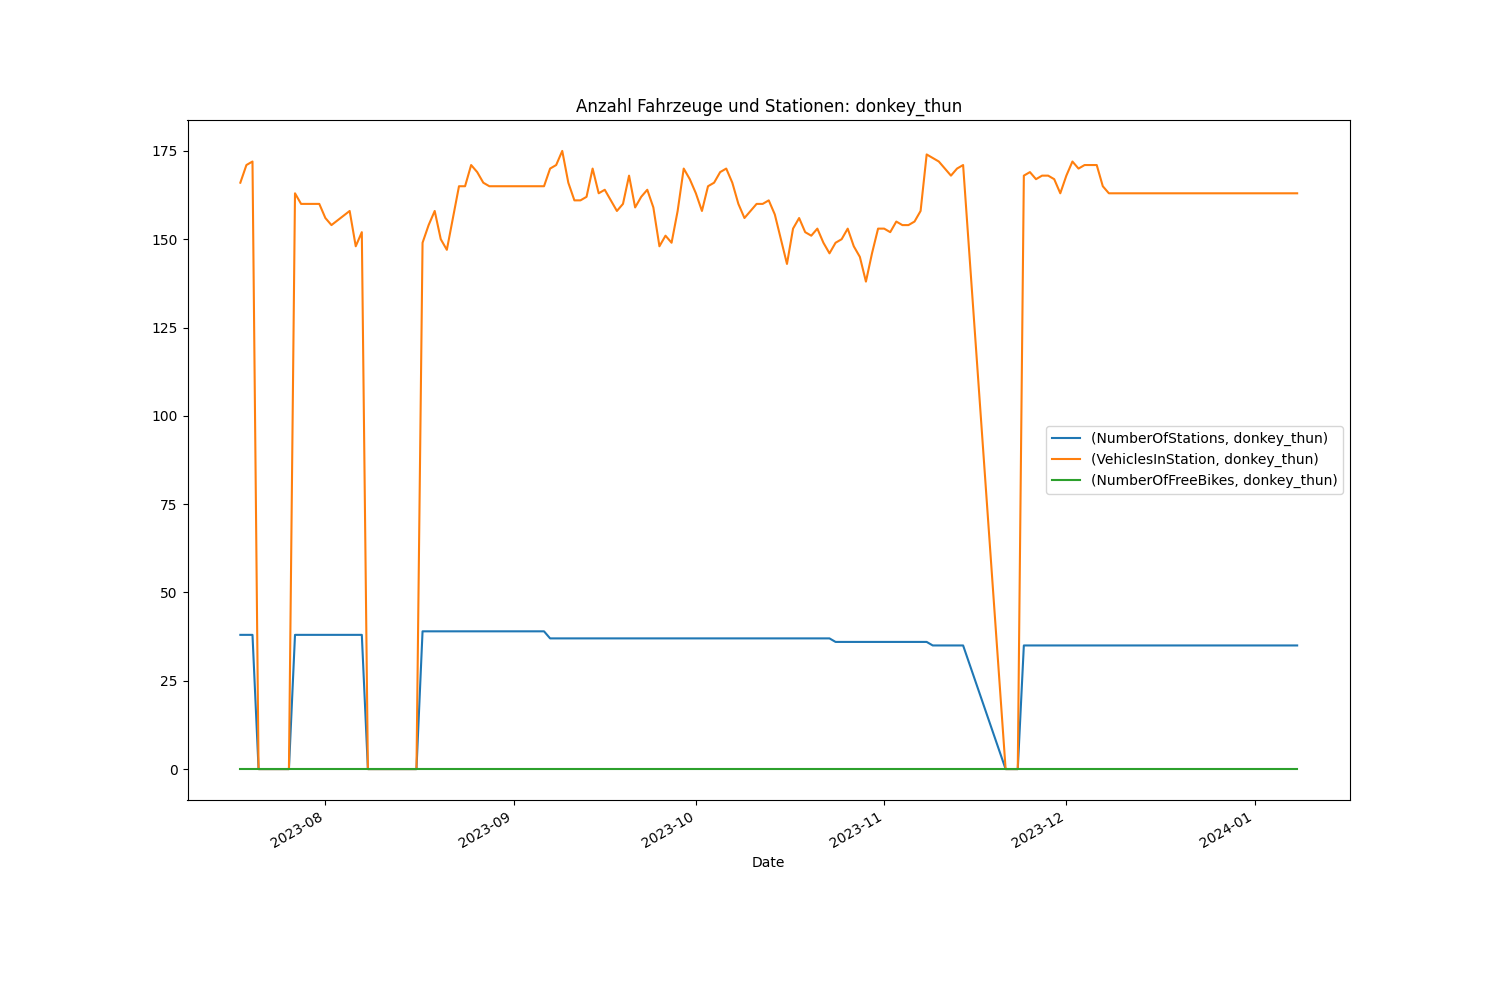 Anzahl Fahrzeuge und Stationen: donkey_thun
175
150
125
100
75
50
25
0
(NumberOfStations, donkey_thun)
(VehiclesInStation, donkey_thun)
(NumberOfFreeBikes, donkey_thun)
2023-08
2023-09
2023-10
2023-11
2023-12
2024-01
Date